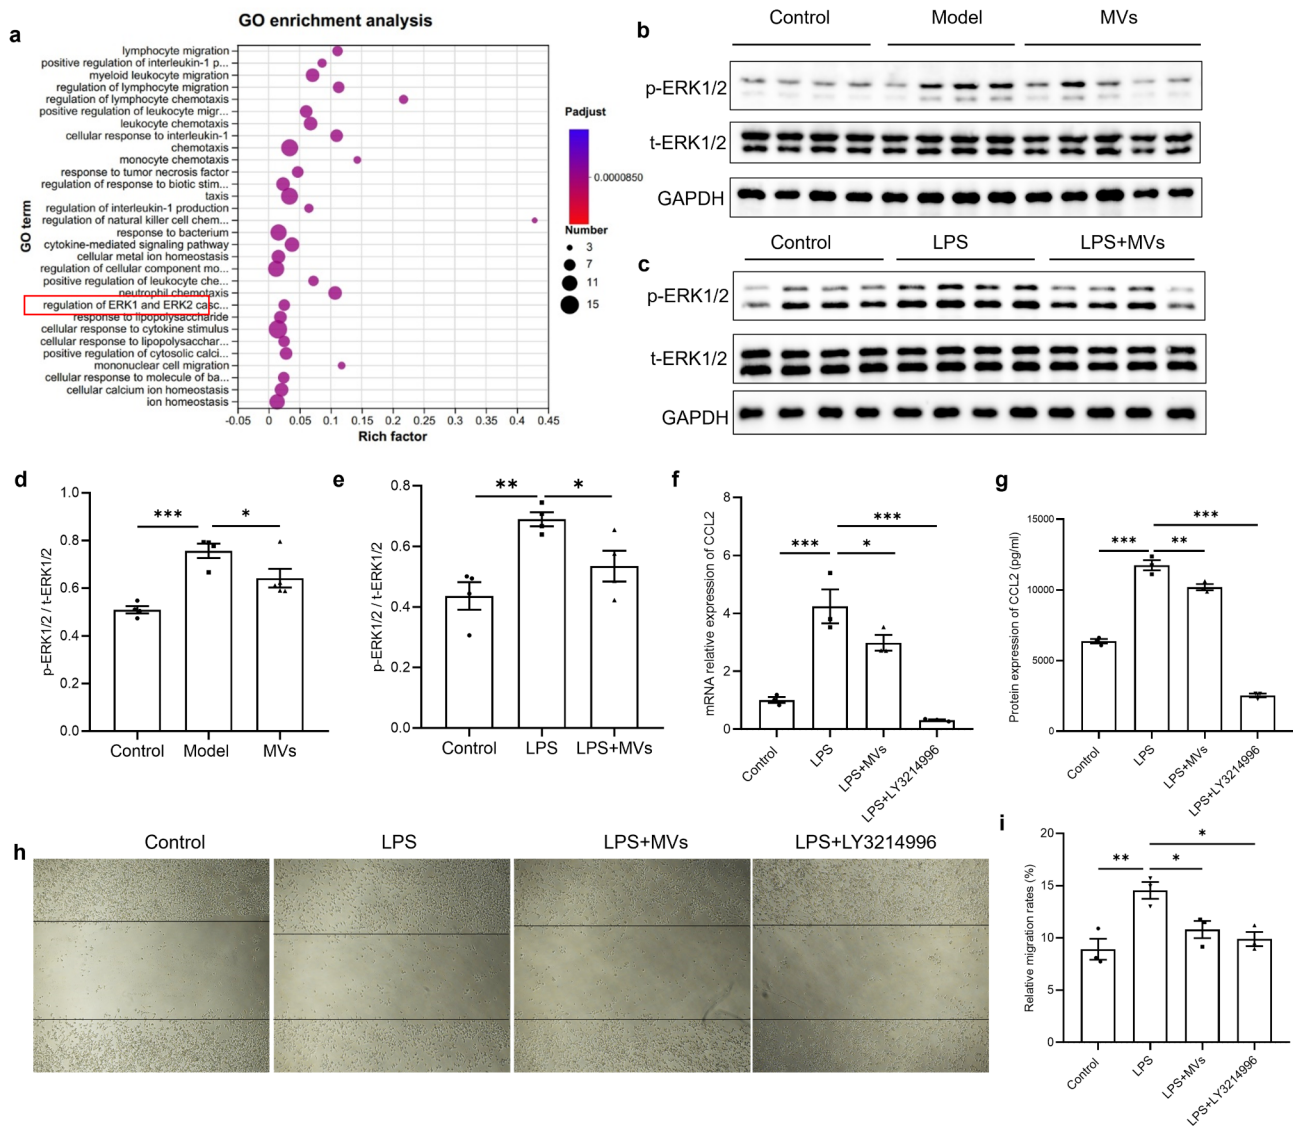 a
GO enrichment analysis
GO term
lymphocyte migration
positive regulation of interleukin-1 p...
myeloid leukocyte migration
regulation of lymphocyte migration
regulation of lymphocyte chemotaxis
positive regulation of leukocyte migr...
leukocyte chemotaxis
cellular response to interleukin-1
chemotaxis
monocyte chemotaxis
response to tumor necrosis factor
regulation of response to biotic stim...
taxis
regulation of interleukin-1 production
regulation of natural killer cell chem...
response to bacterium
cytokine-mediated signaling pathway
cellular metal ion homeostasis
regulation of cellular component mo...
positive regulation of leukocyte che...
neutrophil chemotaxis
regulation of ERK1 and ERK2 casc...
response to lipopolysaccharide
cellular response to cytokine stimulus
cellular response to lipopolysacchar...
positive regulation of cytosolic calci...
mononuclear cell migration
cellular response to molecule of ba...
cellular calcium ion homeostasis
ion homeostasis
-0.05 0 0.05 0.1 0.15 0.2 0.25 0.3 0.35 0.4 0.45
Rich factor
Padjust
0.0000850
Number
3
7
11
15
b
Control Model MVs
p-ERK1/2
t-ERK1/2
GAPDH
c
Control LPS LPS+MVs
p-ERK1/2
t-ERK1/2
GAPDH
d
p-ERK1/2 / t-ERK1/2
1.0
0.8
0.6
0.4
0.2
0.0
*** *
Control Model MVs
e
p-ERK1/2 / t-ERK1/2
0.8
0.6
0.4
0.2
0.0
** *
Control LPS LPS+MVs
f
mRNA relative expression of CCL2
8
6
4
2
0
***
*** *
Control LPS LPS+MVs LPS+LY3214996
g
Protein expression of CCL2 (pg/ml)
15000
10000
5000
0
***
*** **
Control LPS LPS+MVs LPS+LY3214996
h
Control LPS LPS+MVs LPS+LY3214996
i
Relative migration rates (%)
20
15
10
5
0
*
** *
Control LPS LPS+MVs LPS+LY3214996